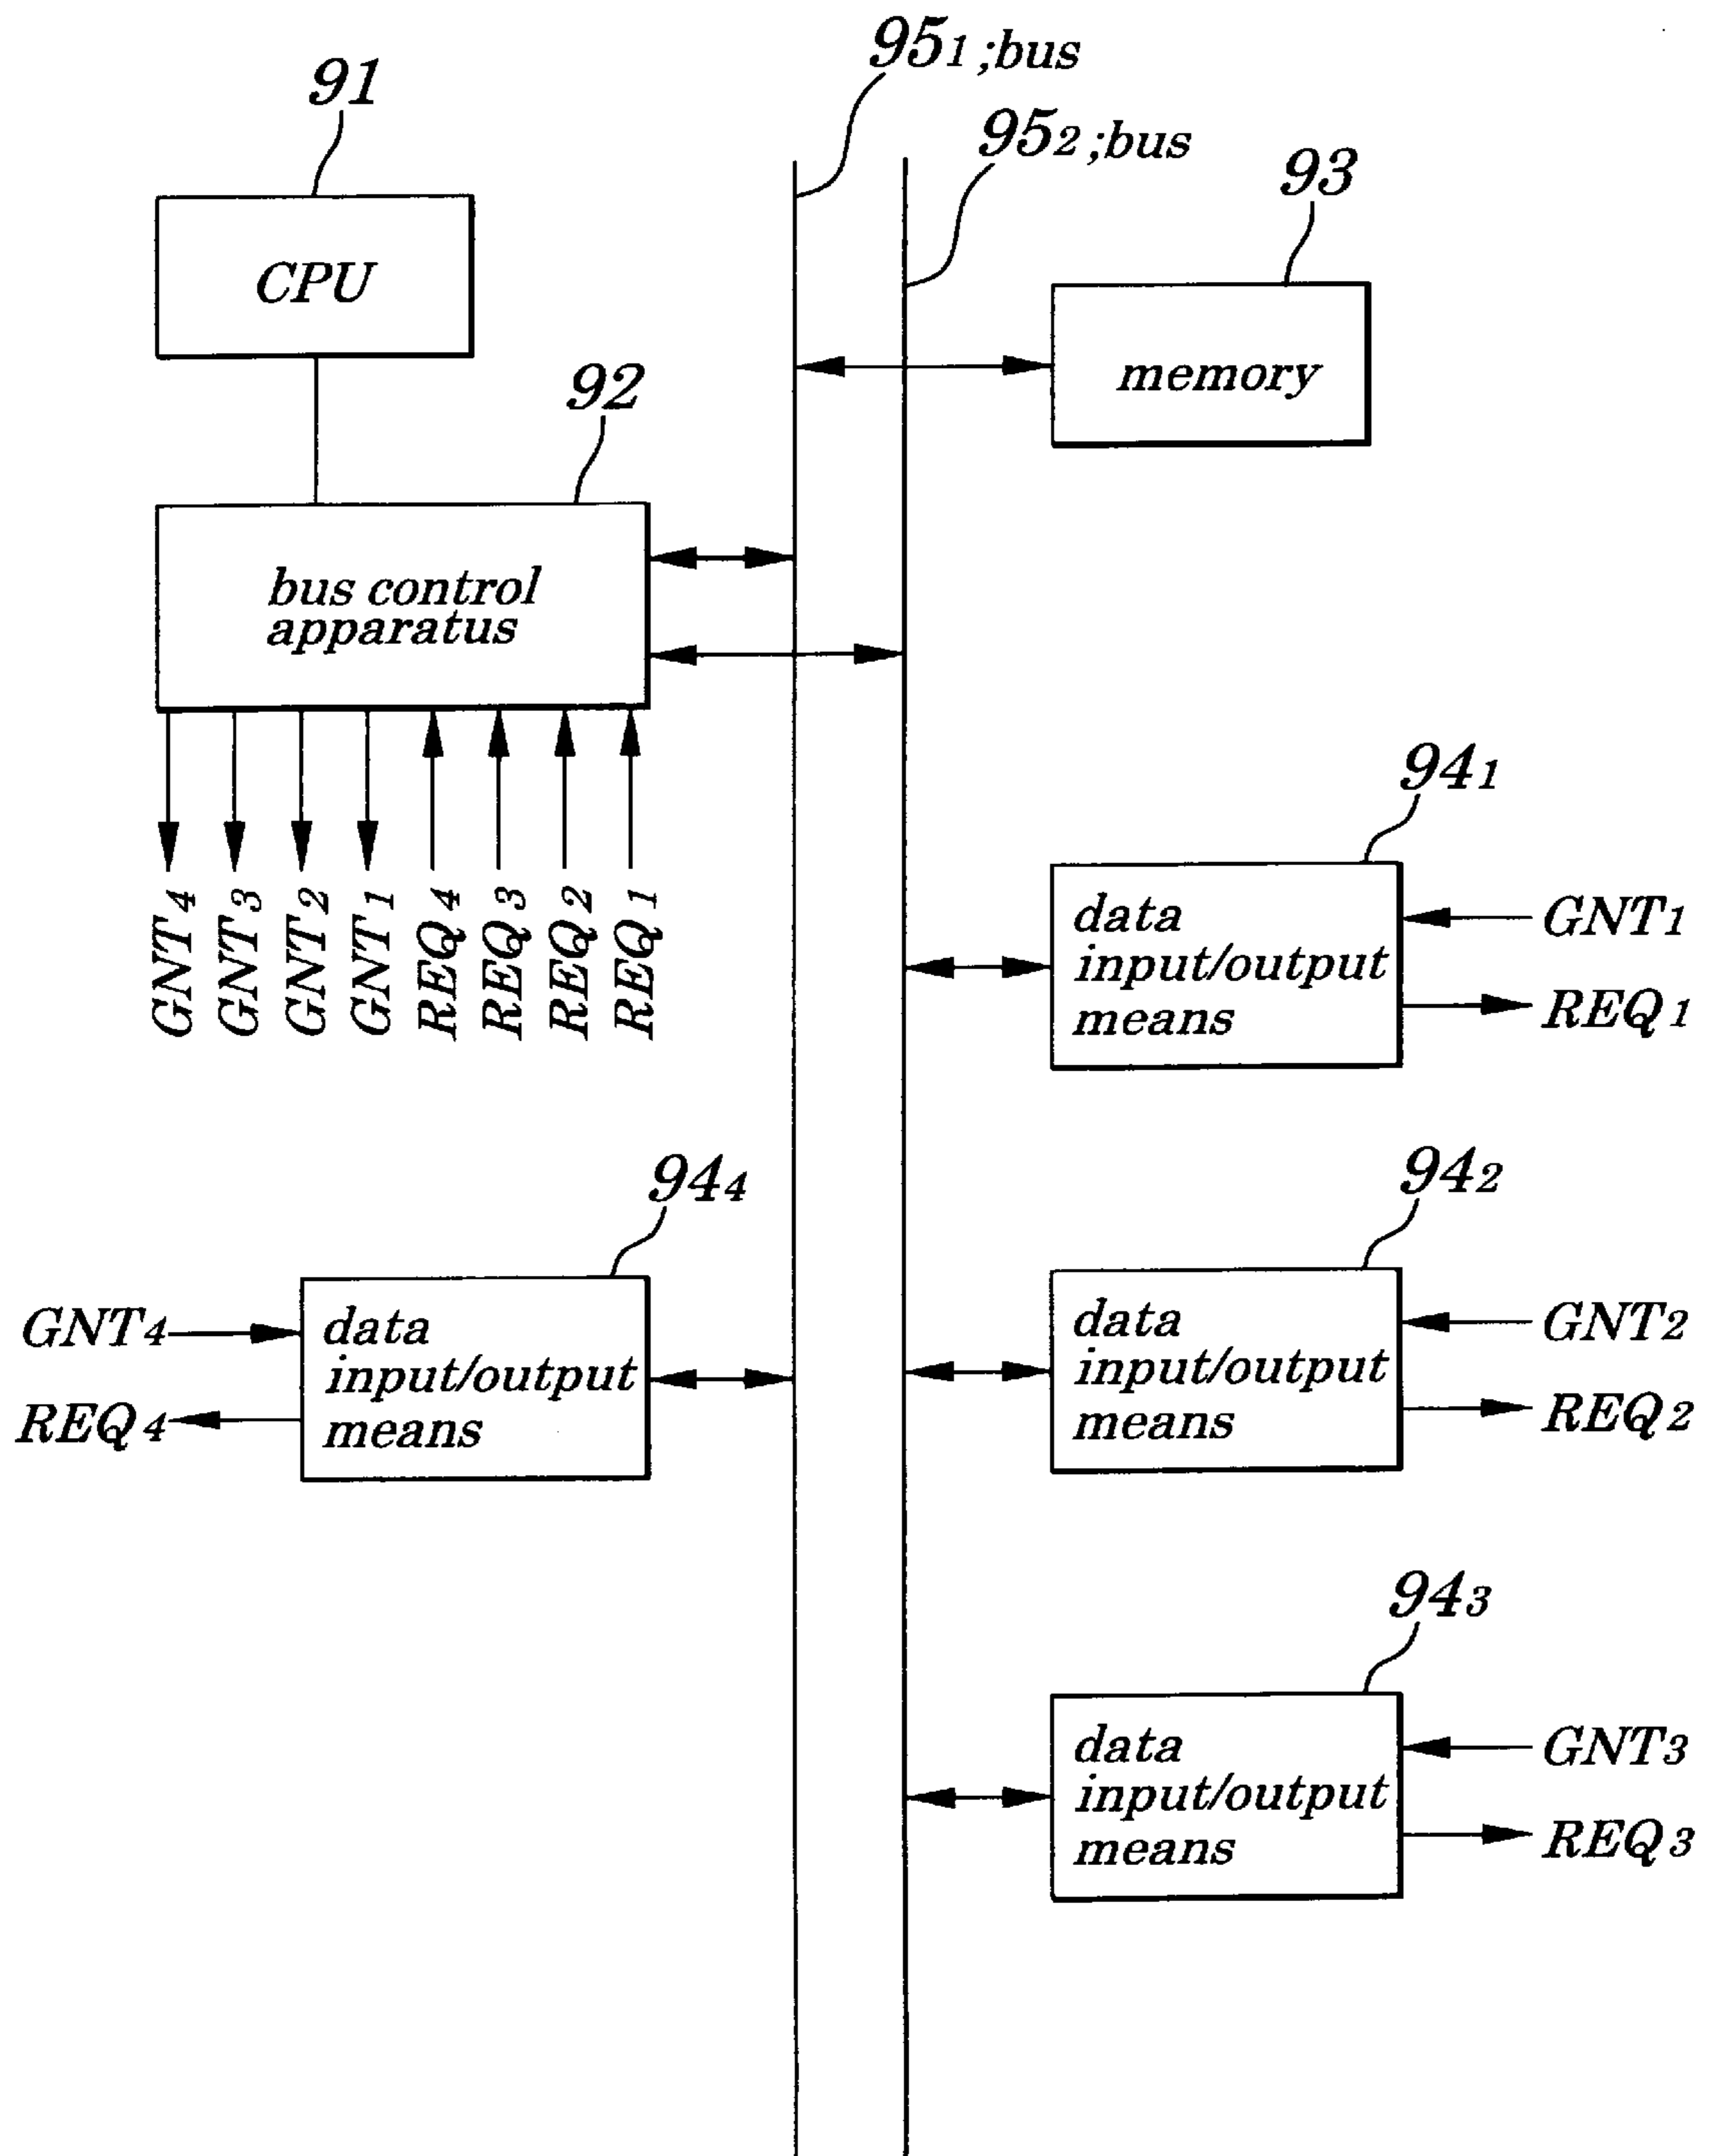 95₁ ;bus
91
95₂ ;bus
93
CPU
memory
92
bus control
apparatus
94₁
GNT₄
GNT₃
GNT₂
GNT₁
REQ₄
REQ₃
REQ₂
REQ₁
data
input/output
means
GNT₁
REQ₁
94₄
94₂
GNT₄
REQ₄
data
input/output
means
data
input/output
means
GNT₂
REQ₂
94₃
data
input/output
means
GNT₃
REQ₃